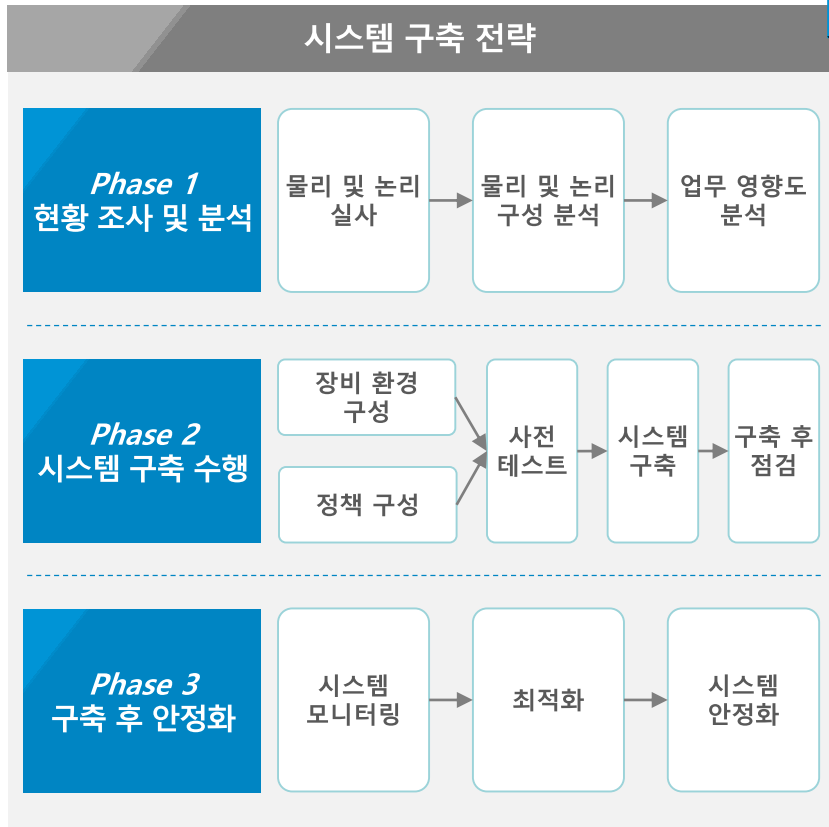 시스템 구축 전략
Phase 1
현황 조사 및 분석
물리 및 논리
실사
물리 및 논리
구성 분석
업무 영향도
분석
Phase 2
시스템 구축 수행
장비 환경
구성
정책 구성
사전
테스트
시스템
구축
구축 후
점검
Phase 3
구축 후 안정화
시스템
모니터링
최적화
시스템
안정화